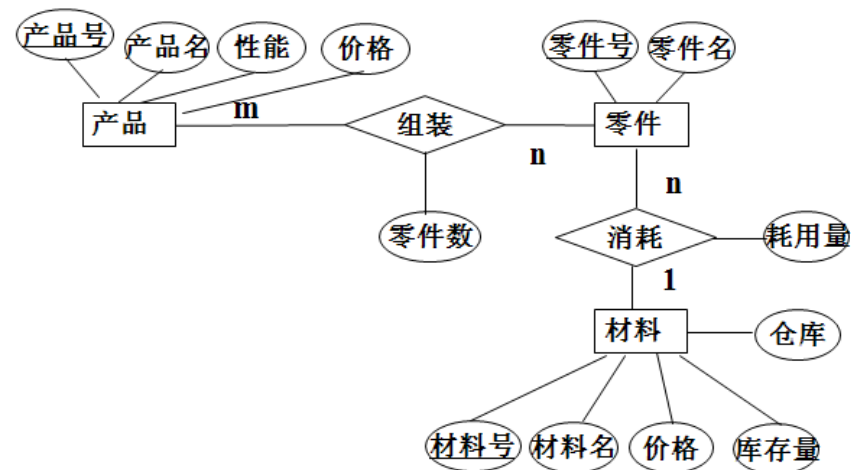 产品号
产品名
性能
价格
零件号
零件名
产品
m
组装
n
零件
n
零件数
消耗
耗用量
1
材料
仓库
材料号
材料名
价格
库存量